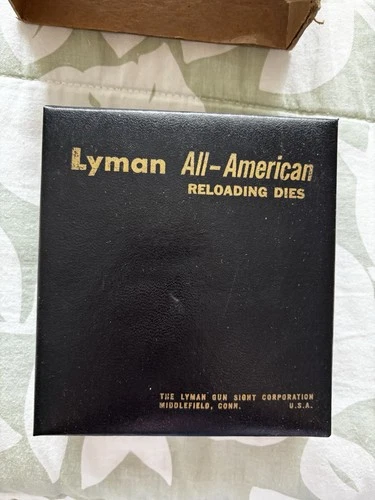 Lyman All-American
RELOADING DIES
THE LYMAN GUN SIGHT CORPORATION
MIDDLEFIELD, CONN. U.S.A.